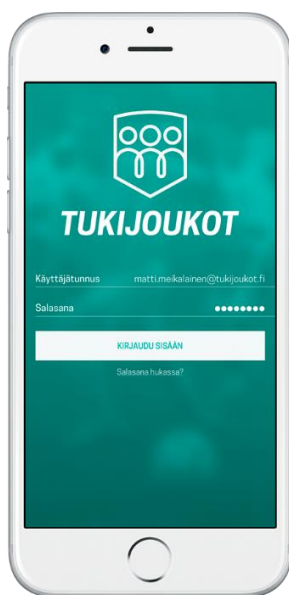 TUKIJOUKOT
Käyttäjätunnus matti.meikalainen@tukijoukot.fi
Salasana ••••••••
KIRJAUDU SISÄÄN
Salasana hukassa?